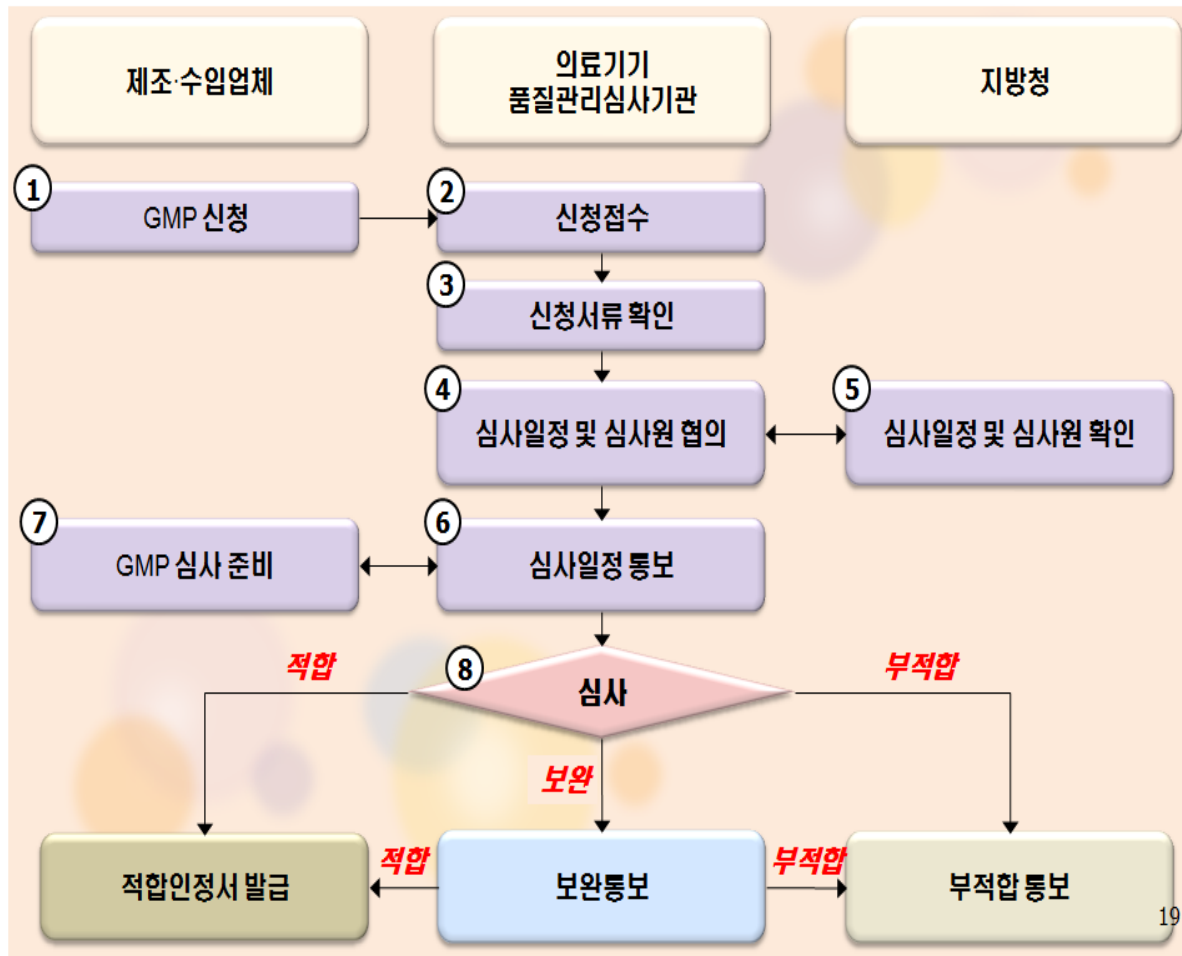 제조·수입업체
의료기기
품질관리심사기관
지방청
1
GMP 신청
2
신청접수
3
신청서류 확인
4
심사일정 및 심사원 협의
5
심사일정 및 심사원 확인
7
GMP 심사 준비
6
심사일정 통보
8
심사
적합
부적합
보완
적합인정서 발급
적합
보완통보
부적합
부적합 통보
19